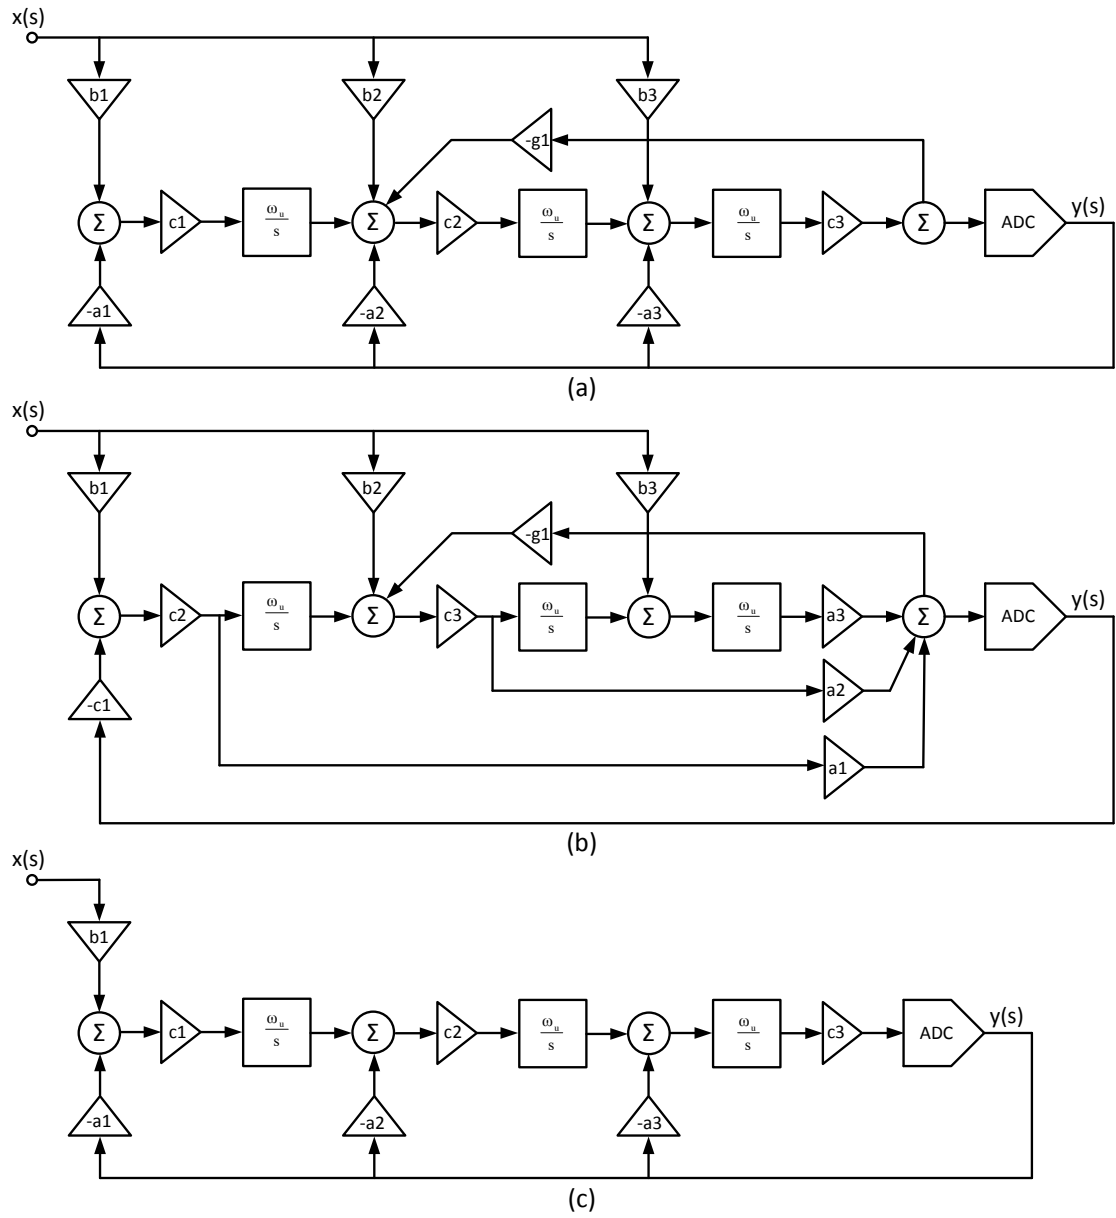 x(s)
b1
b2
b3
-g1
Σ
c1
ωu
s
Σ
c2
ωu
s
Σ
ωu
s
c3
Σ
ADC
y(s)
-a1
-a2
-a3
(a)
x(s)
b1
b2
b3
-g1
Σ
c2
ωu
s
Σ
c3
ωu
s
Σ
ωu
s
a3
Σ
ADC
y(s)
-c1
a2
a1
(b)
x(s)
b1
Σ
c1
ωu
s
Σ
c2
ωu
s
Σ
ωu
s
c3
ADC
y(s)
-a1
-a2
-a3
(c)